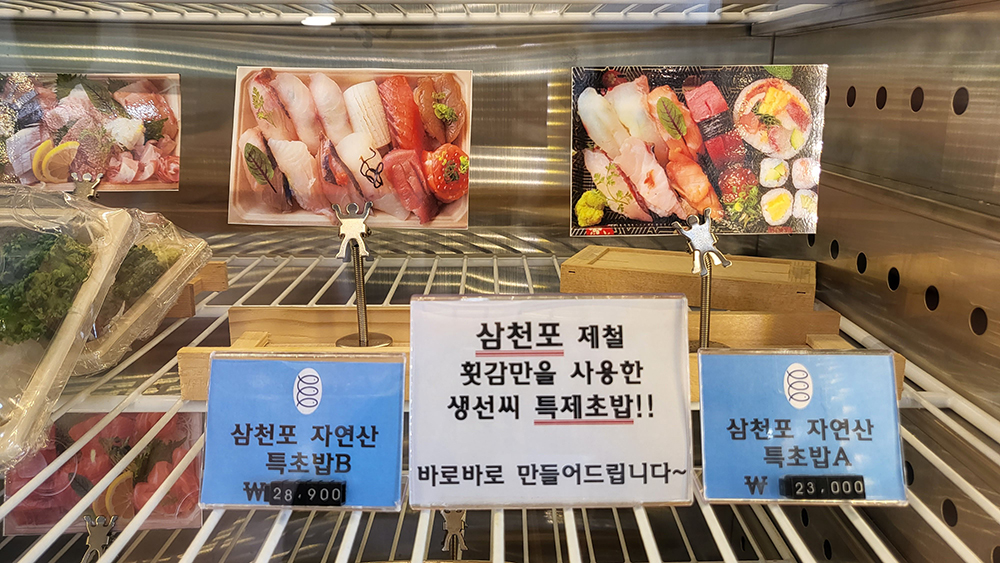 삼천포 제철
횟감만을 사용한
생선씨 특제초밥!!
바로바로 만들어드립니다~
삼천포 자연산
특초밥B
₩ 28,900
삼천포 자연산
특초밥A
₩ 23,000